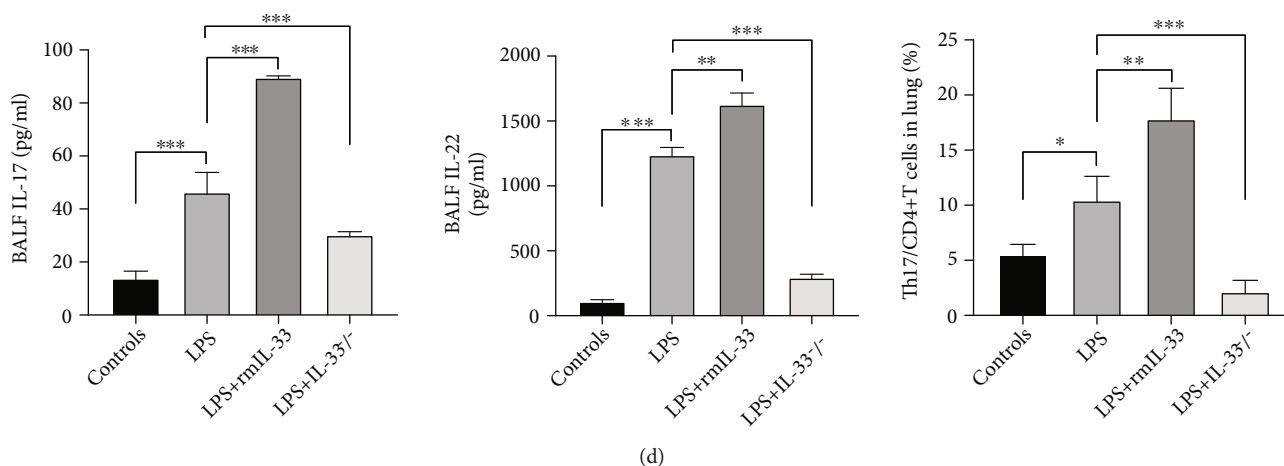 ***
***
***
100
80
60
40
20
0
BALF IL-17 (pg/ml)
Controls
LPS
LPS+rmIL-33
LPS+IL-33-/-
***
**
***
2000
1500
1000
500
0
BALF IL-22
(pg/ml)
Controls
LPS
LPS+rmIL-33
LPS+IL-33-/-
***
**
*
25
20
15
10
5
0
Th17/CD4+T cells in lung (%)
Controls
LPS
LPS+rmIL-33
LPS+IL-33-/-
(d)